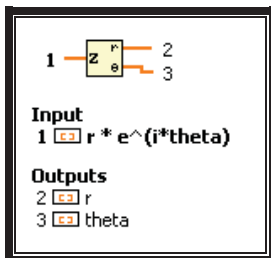 1 z r 2
θ 3
Input
1 r * e^(i*theta)
Outputs
2 r
3 theta